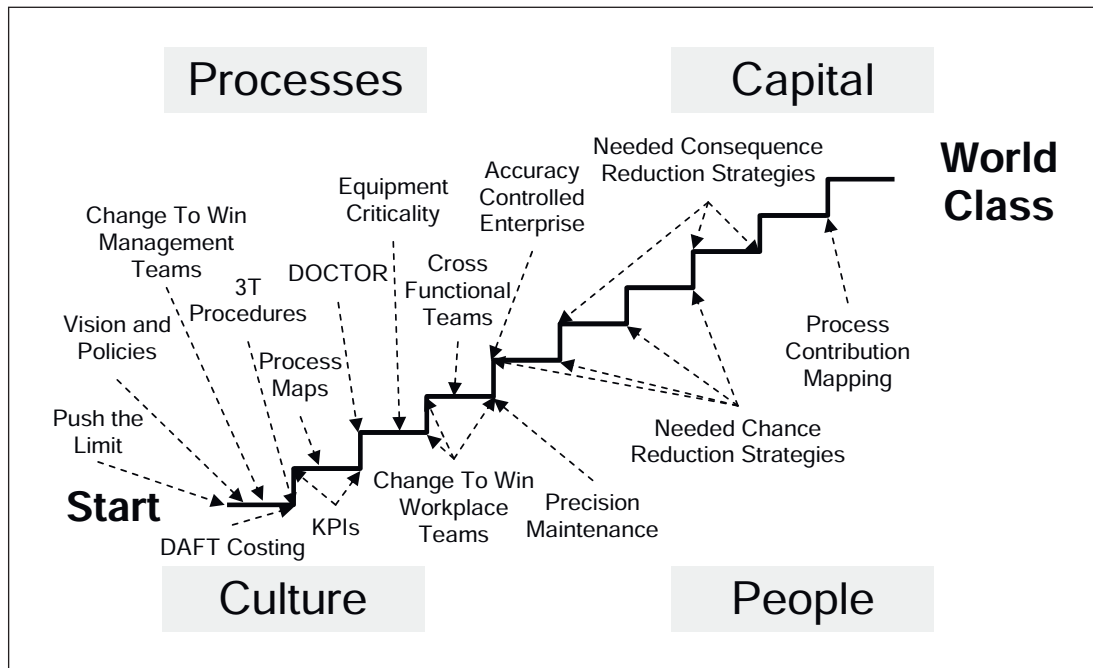 Processes
Capital
World
Class
Needed Consequence
Reduction Strategies
Accuracy
Controlled
Enterprise
Equipment
Criticality
Change To Win
Management
Teams
Cross
Functional
Teams
DOCTOR
3T
Procedures
Vision and
Policies
Process
Maps
Push the
Limit
Process
Contribution
Mapping
Needed Chance
Reduction Strategies
Change To Win
Workplace
Teams
Precision
Maintenance
Start
KPIs
DAFT Costing
Culture
People